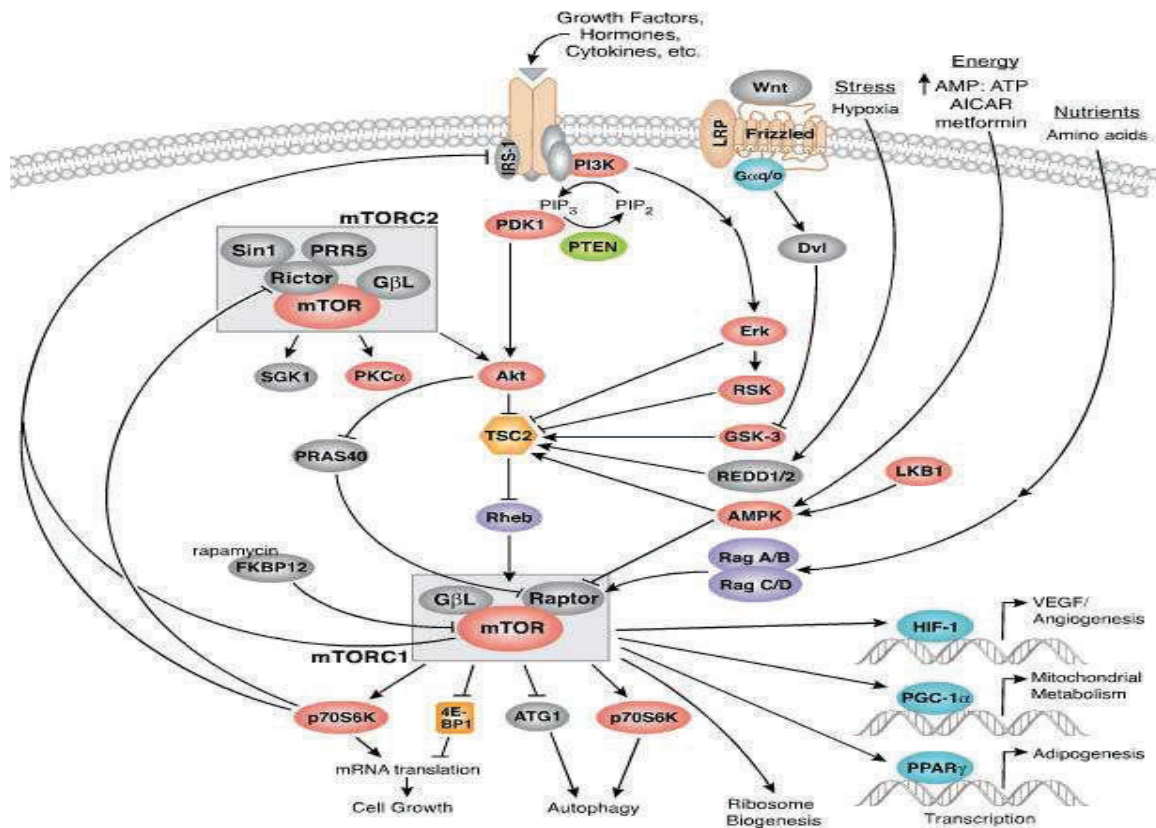 Growth Factors,
Hormones,
Cytokines, etc.
Wnt
Stress
Hypoxia
Energy
AMP: ATP
AICAR
metformin
Nutrients
Amino acids
LRP
Frizzled
Gαq/o
IRS-1
PI3K
PIP3
PIP2
PDK1
PTEN
Dvl
mTORC2
Sin1
PRR5
Rictor
GβL
mTOR
SGK1
PKCα
Akt
Erk
RSK
TSC2
GSK-3
PRAS40
REDD1/2
LKB1
Rheb
AMPK
rapamycin
FKBP12
Rag A/B
Rag C/D
GβL
Raptor
mTOR
mTORC1
HIF-1
VEGF/
Angiogenesis
PGC-1α
Mitochondrial
Metabolism
PPARγ
Adipogenesis
Transcription
p70S6K
4E-
BP1
ATG1
p70S6K
mRNA translation
Cell Growth
Autophagy
Ribosome
Biogenesis